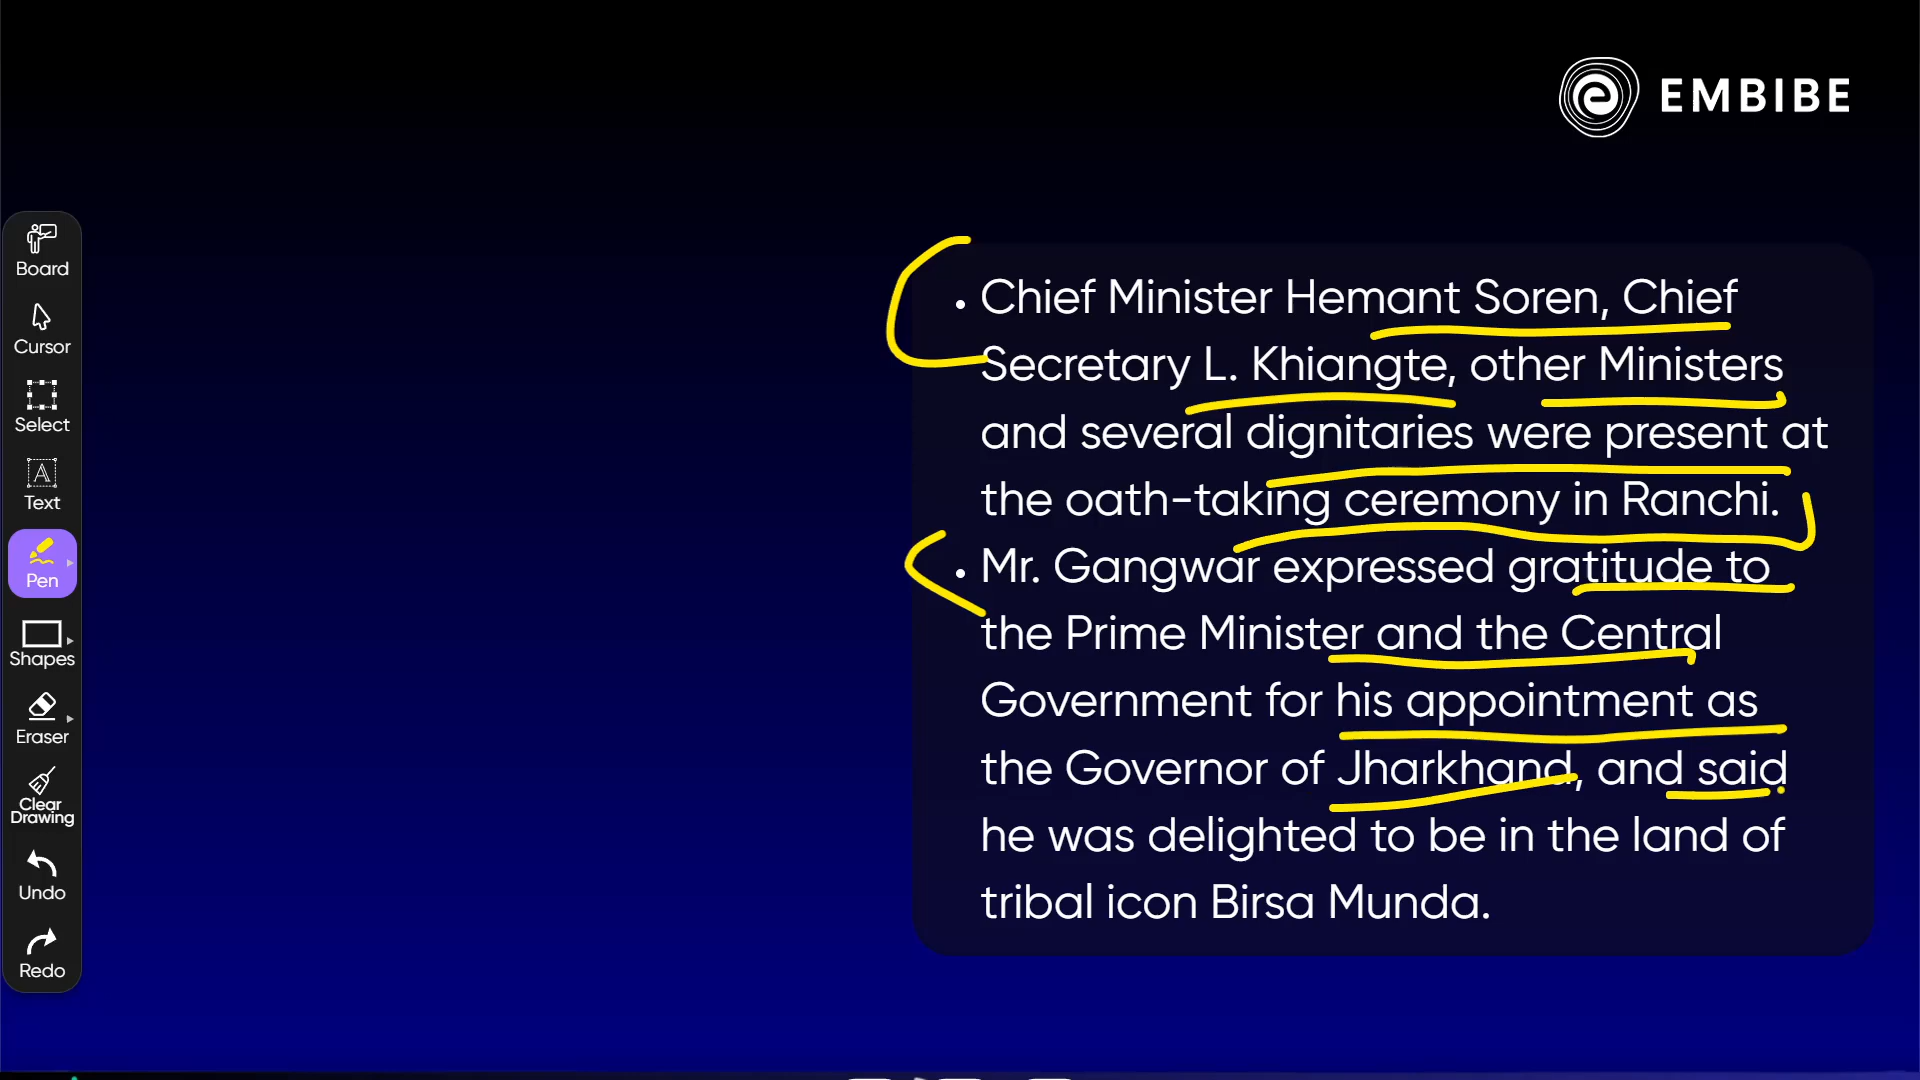 EMBIBE
Board
Cursor
Select
A
Text
Pen
Shapes
Eraser
Clear
Drawing
Undo
Redo
• Chief Minister Hemant Soren, Chief
Secretary L. Khiangte, other Ministers
and several dignitaries were present at
the oath-taking ceremony in Ranchi.
• Mr. Gangwar expressed gratitude to
the Prime Minister and the Central
Government for his appointment as
the Governor of Jharkhand, and said
he was delighted to be in the land of
tribal icon Birsa Munda.